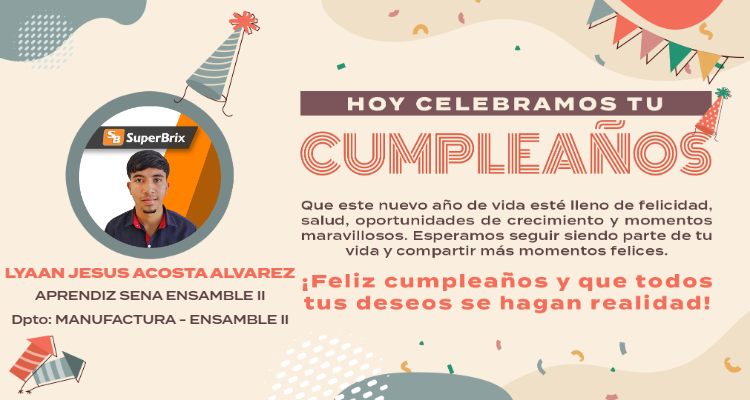 SB SuperBrix
LYAAN JESUS ACOSTA ALVAREZ
APRENDIZ SENA ENSAMBLE II
Dpto: MANUFACTURA - ENSAMBLE II
HOY CELEBRAMOS TU
CUMPLEAÑOS
Que este nuevo año de vida esté lleno de felicidad,
salud, oportunidades de crecimiento y momentos
maravillosos. Esperamos seguir siendo parte de tu
vida y compartir más momentos felices.
¡Feliz cumpleaños y que todos
tus deseos se hagan realidad!